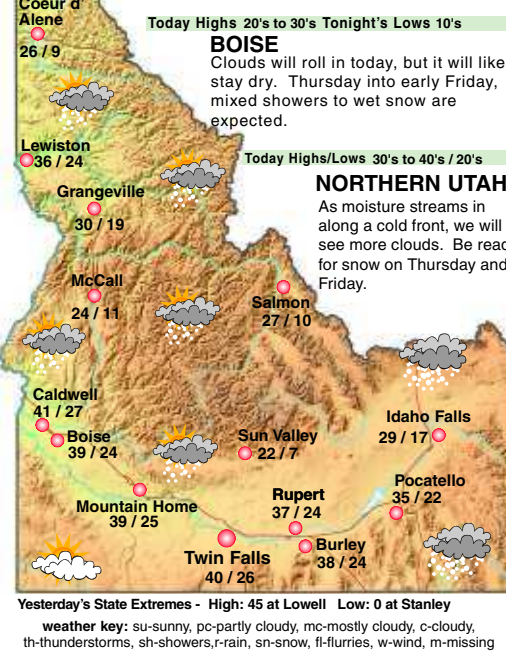 Coeur d'
Alene
26 / 9
Today Highs 20's to 30's Tonight's Lows 10's
BOISE
Clouds will roll in today, but it will like
stay dry. Thursday into early Friday,
mixed showers to wet snow are
expected.
Lewiston
36 / 24
Grangeville
30 / 19
Today Highs/Lows 30's to 40's / 20's
NORTHERN UTAH
As moisture streams in
along a cold front, we will
see more clouds. Be read
for snow on Thursday and
Friday.
McCall
24 / 11
Salmon
27 / 10
Caldwell
41 / 27
Boise
39 / 24
Sun Valley
22 / 7
Idaho Falls
29 / 17
Mountain Home
39 / 25
Rupert
37 / 24
Pocatello
35 / 22
Twin Falls
40 / 26
Burley
38 / 24
Yesterday's State Extremes - High: 45 at Lowell Low: 0 at Stanley
weather key: su-sunny, pc-partly cloudy, mc-mostly cloudy, c-cloudy,
th-thunderstorms, sh-showers,r-rain, sn-snow, fl-flurries, w-wind, m-missing